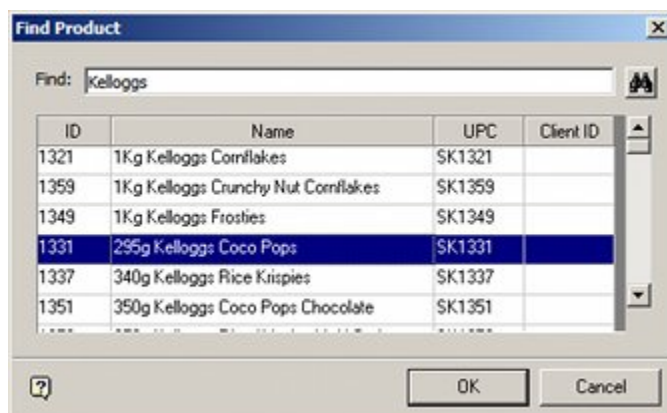 Find Product
Find: Kelloggs
ID Name UPC Client ID
1321 1Kg Kelloggs Cornflakes SK1321
1359 1Kg Kelloggs Crunchy Nut Cornflakes SK1359
1349 1Kg Kelloggs Frosties SK1349
1331 295g Kelloggs Coco Pops SK1331
1337 340g Kelloggs Rice Krispies SK1337
1351 350g Kelloggs Coco Pops Chocolate SK1351
OK Cancel